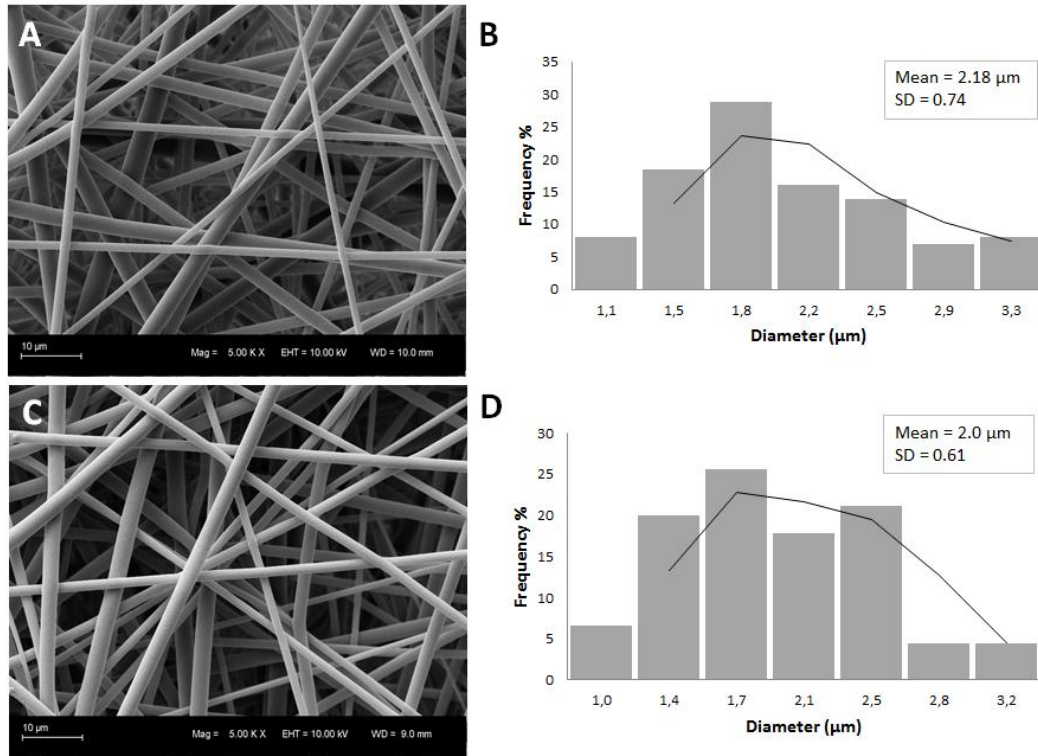 A
10 µm
Mag = 5.00 K X EHT = 10.00 kV WD = 10.0 mm
B
Mean = 2.18 µm
SD = 0.74
Frequency %
35
30
25
20
15
10
5
0
1,1 1,5 1,8 2,2 2,5 2,9 3,3
Diameter (µm)
C
10 µm
Mag = 5.00 K X EHT = 10.00 kV WD = 9.0 mm
D
Mean = 2.0 µm
SD = 0.61
Frequency %
30
25
20
15
10
5
0
1,0 1,4 1,7 2,1 2,5 2,8 3,2
Diameter (µm)